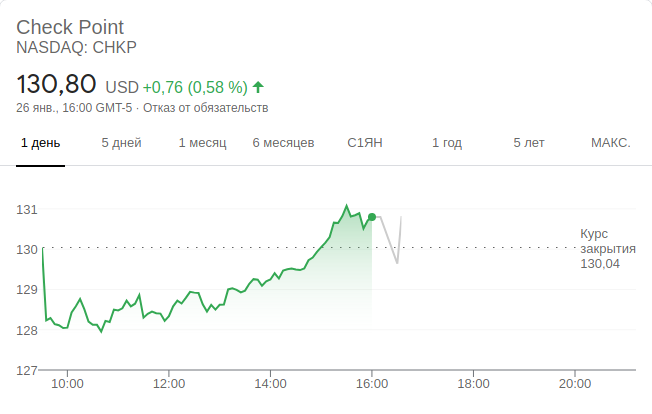 Check Point
NASDAQ: CHKP
130,80 USD +0,76 (0,58 %)
26 янв., 16:00 GMT-5 · Отказ от обязательств
1 день 5 дней 1 месяц 6 месяцев С1ЯН 1 год 5 лет МАКС.
131
130
129
128
127
Курс
закрытия
130,04
10:00 12:00 14:00 16:00 18:00 20:00